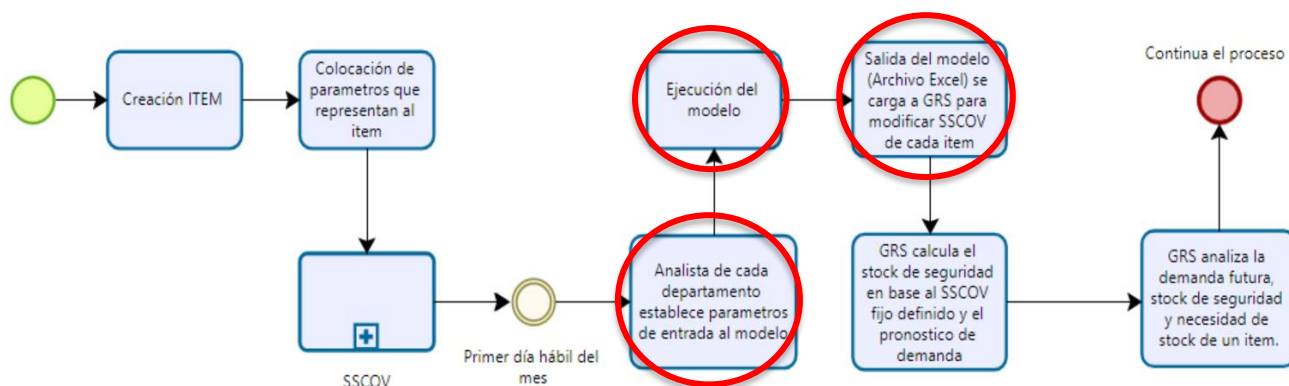 Creación ITEM
Colocación de
parametros que
representan al
item
SSCOV
Primer día hábil del
mes
Analista de cada
departamento
establece parametros
de entrada al modelo
Ejecución del
modelo
Salida del modelo
(Archivo Excel) se
carga a GRS para
modificar SSCOV
de cada item
GRS calcula el
stock de seguridad
en base al SSCOV
fijo definido y el
pronostico de
demanda
GRS analiza la
demanda futura,
stock de seguridad
y necesidad de
stock de un item.
Continua el proceso